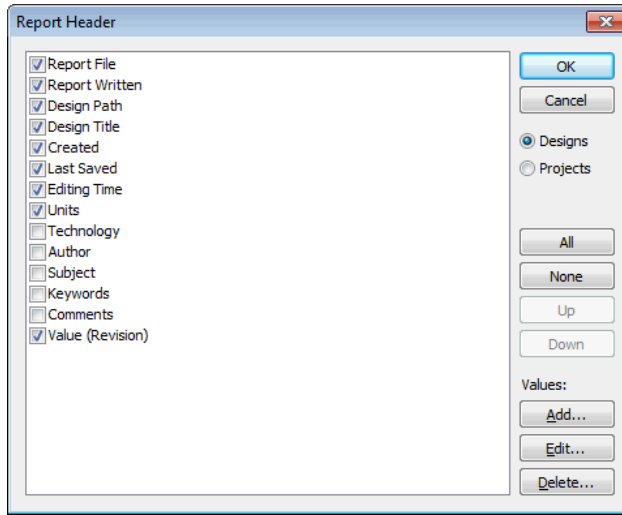 Report Header
Report File
Report Written
Design Path
Design Title
Created
Last Saved
Editing Time
Units
Technology
Author
Subject
Keywords
Comments
Value (Revision)
OK
Cancel
Designs
Projects
All
None
Up
Down
Values:
Add...
Edit...
Delete...